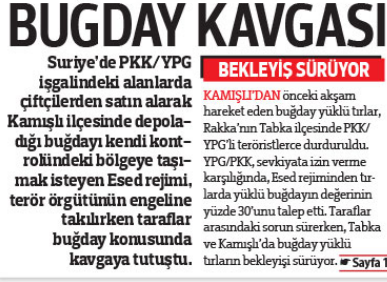 BUĞDAY KAVGASI
Suriye'de PKK/YPG
işgalindeki alanlarda
çiftçilerden satın alarak
Kamışlı ilçesinde depola-
dığı buğdayı kendi kont-
rolündeki bölgeye taşı-
mak isteyen Esed rejimi,
terör örgütünün engeline
takılırken taraflar
buğday konusunda
kavgaya tutuştu.
BEKLEYİŞ SÜRÜYOR
KAMIŞLI'DAN önceki akşam
hareket eden buğday yüklü tırlar,
Rakka'nın Tabka ilçesinde PKK/
YPG'li teröristlerce durduruldu.
YPG/PKK, sevkiyata izin verme
karşılığında, Esed rejiminden tır-
larda yüklü buğdayın değerinin
yüzde 30'unu talep etti. Taraflar
arasındaki sorun sürerken, Tabka
ve Kamışlı'da buğday yüklü
tırların bekleyişi sürüyor. ☛ Sayfa 1